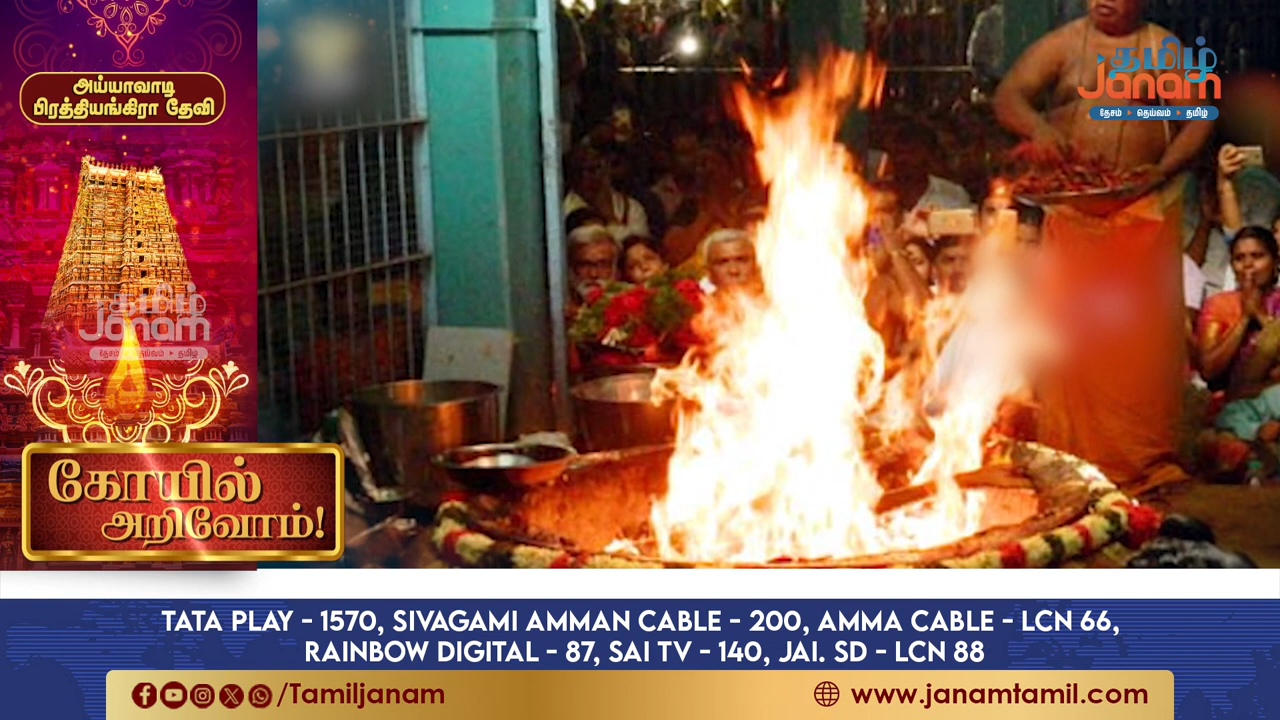 அய்யாவாடி
பிரத்தியங்கிரா தேவி
தமிழ்
Janam
தேசம் ▸ தெய்வம் ▸ தமிழ்
தமிழ்
Janam
தேசம் ▸ தெய்வம் ▸ தமிழ்
கோயில்
அறிவோம்!
TATA PLAY - 1570, SIVAGAMI AMMAN CABLE - 200, AMMA CABLE - LCN 66,
RAINBOW DIGITAL - 87, SAI TV - 140, JAI. SD - LCN 88
/Tamiljanam
www.janamtamil.com